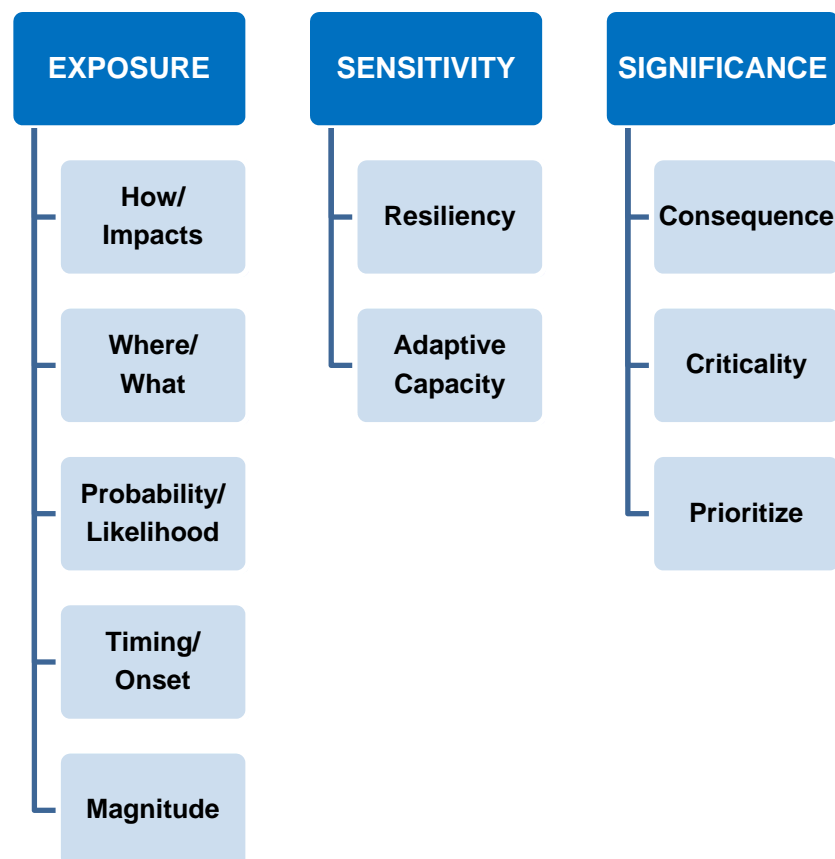 EXPOSURE
How/
Impacts
Where/
What
Probability/
Likelihood
Timing/
Onset
Magnitude
SENSITIVITY
Resiliency
Adaptive
Capacity
SIGNIFICANCE
Consequence
Criticality
Prioritize